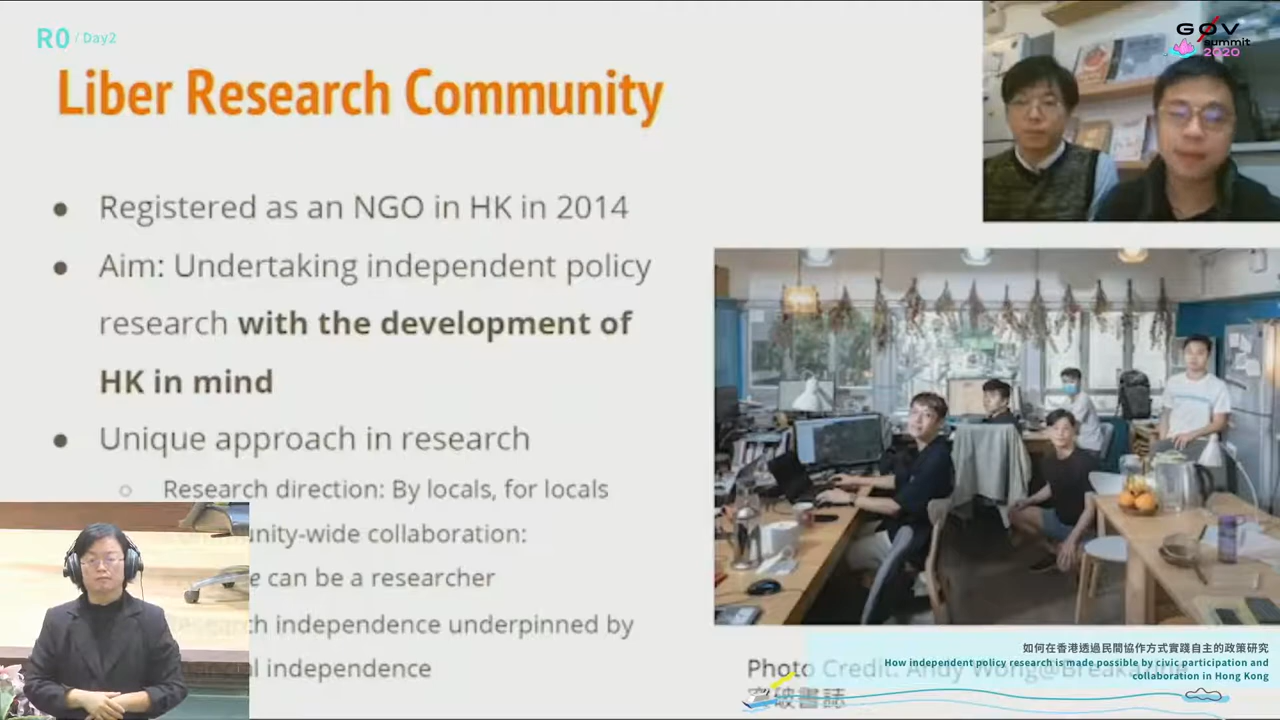 R0 / Day2
GØV
summit
2020
Liber Research Community
● Registered as an NGO in HK in 2014
● Aim: Undertaking independent policy
research with the development of
HK in mind
● Unique approach in research
○ Research direction: By locals, for locals
unity-wide collaboration:
e can be a researcher
h independence underpinned by
l independence
Photo Credit: Andy Wong@Breakazine
突破書誌
如何在香港透過民間協作方式實踐自主的政策研究
How independent policy research is made possible by civic participation and
collaboration in Hong Kong